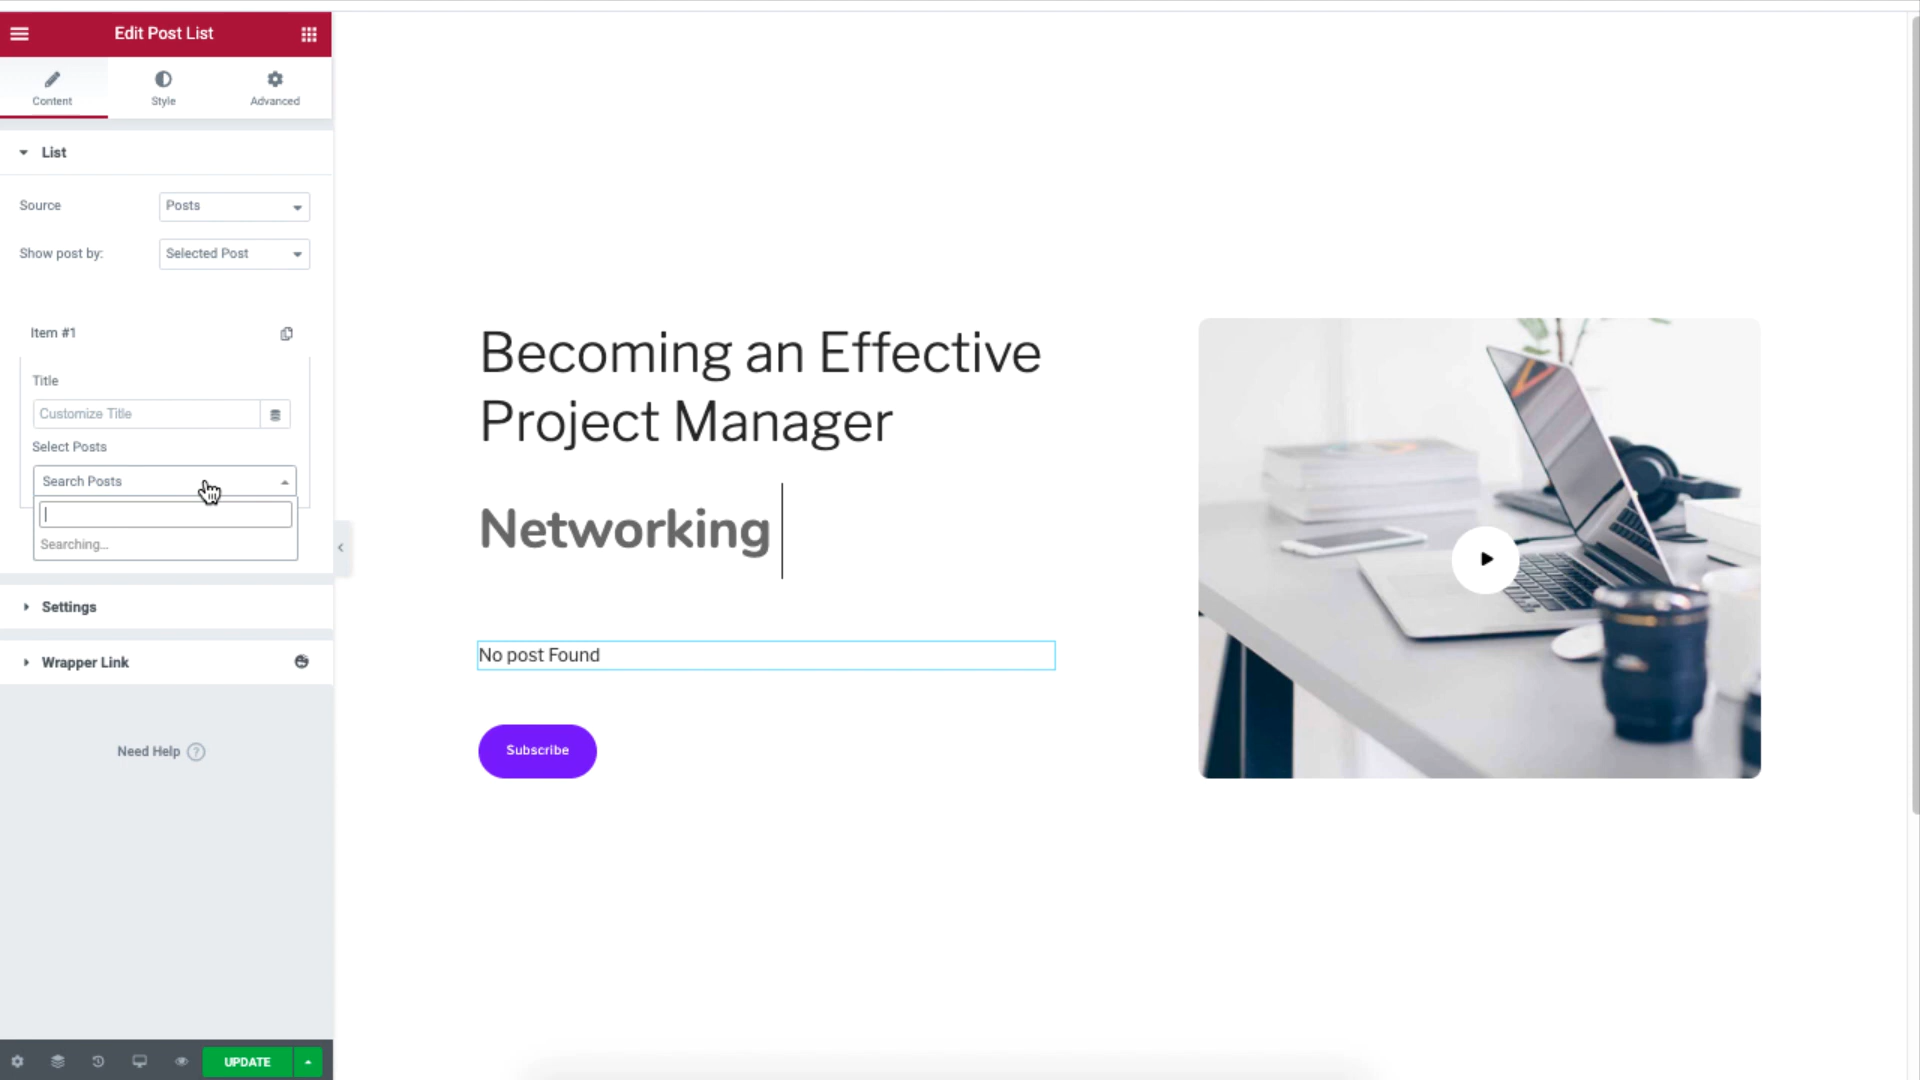 Edit Post List
Content
Style
Advanced
List
Source
Posts
Show post by:
Selected Post
Item #1
Title
Customize Title
Select Posts
Search Posts
Searching...
Settings
Wrapper Link
Need Help ?
UPDATE
Becoming an Effective
Project Manager
Networking
No post Found
Subscribe